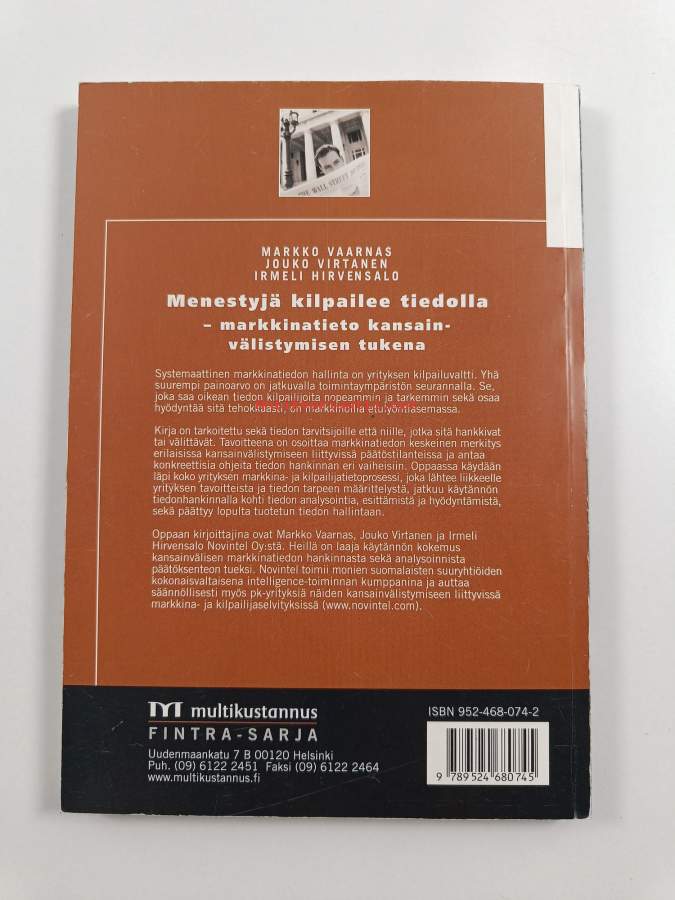 THE WALL STREET
MARKKO VAARNAS
JOUKO VIRTANEN
IRMELI HIRVENSALO
Menestyjä kilpailee tiedolla
– markkinatieto kansain-
välistymisen tukena
Systemaattinen markkinatiedon hallinta on yrityksen kilpailuvaltti. Yhä
suurempi painoarvo on jatkuvalla toimintaympäristön seurannalla. Se,
joka saa oikean tiedon kilpailijoita nopeammin ja tarkemmin sekä osaa
hyödyntää sitä tehokkaasti, on markkinoilla etulyöntiasemassa.
Kirja on tarkoitettu sekä tiedon tarvitsijoille että niille, jotka sitä hankkivat
tai välittävät. Tavoitteena on osoittaa markkinatiedon keskeinen merkitys
erilaisissa kansainvälistymiseen liittyvissä päätöstilanteissa ja antaa
konkreettisia ohjeita tiedon hankinnan eri vaiheisiin. Oppaassa käydään
läpi koko yrityksen markkina- ja kilpailijatietoprosessi, joka lähtee liikkeelle
yrityksen tavoitteista ja tiedon tarpeen määrittelystä, jatkuu käytännön
tiedonhankinnalla kohti tiedon analysointia, esittämistä ja hyödyntämistä,
sekä päättyy lopulta tuotetun tiedon hallintaan.
Oppaan kirjoittajina ovat Markko Vaarnas, Jouko Virtanen ja Irmeli
Hirvensalo Novintel Oy:stä. Heillä on laaja käytännön kokemus
kansainvälisen markkinatiedon hankinnasta sekä analysoinnista
päätöksenteon tueksi. Novintel toimii monien suomalaisten suuryhtiöiden
kokonaisvaltaisena intelligence-toiminnan kumppanina ja auttaa
säännöllisesti myös pk-yrityksiä näiden kansainvälistymiseen liittyvissä
markkina- ja kilpailijaselvityksissä (www.novintel.com).
multikustannus
FINTRA-SARJA
Uudenmaankatu 7 B 00120 Helsinki
Puh. (09) 6122 2451 Faksi (09) 6122 2464
www.multikustannus.fi
ISBN 952-468-074-2
9 789524 680745